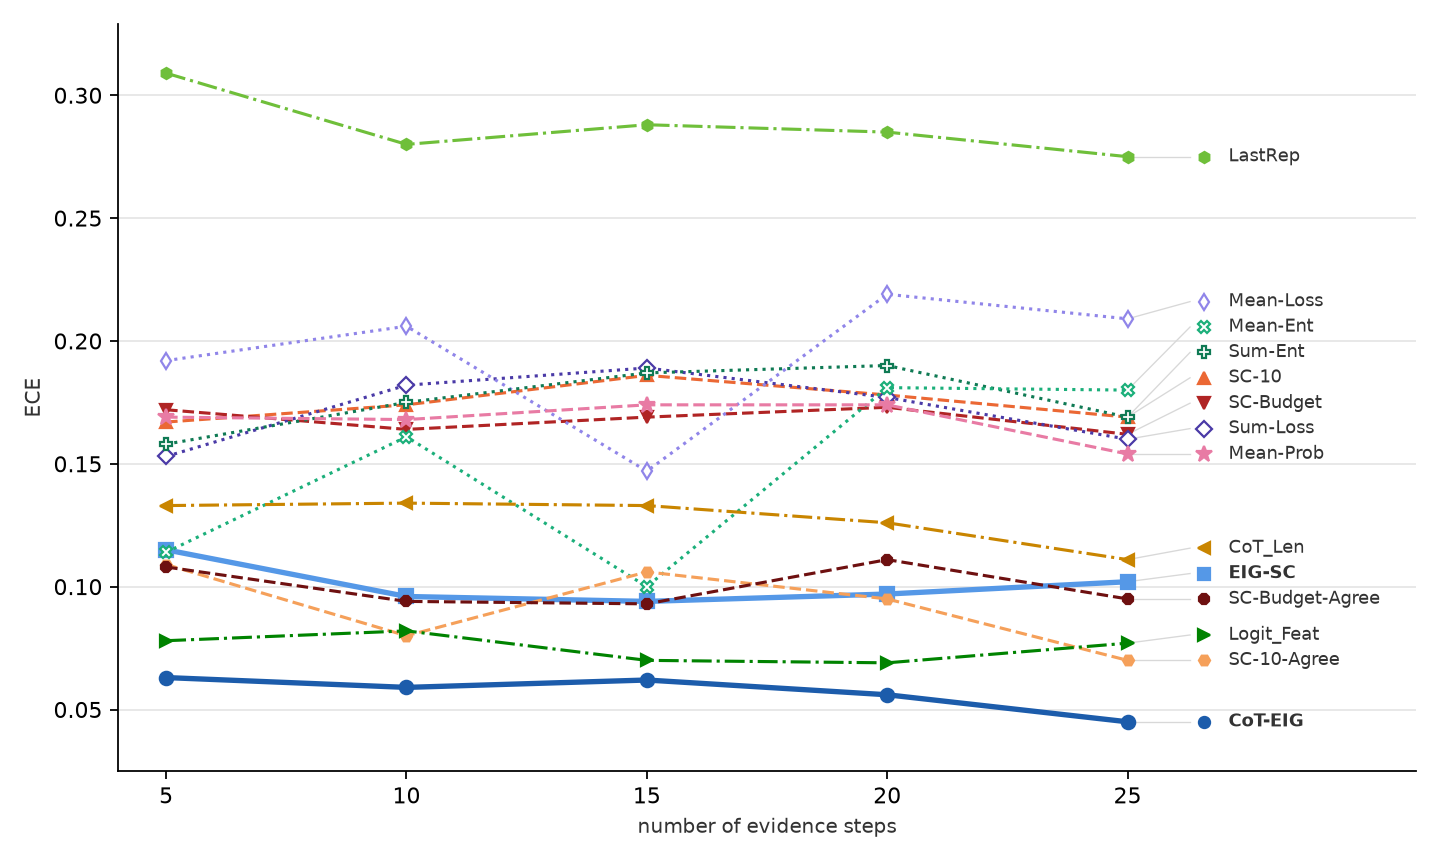 0.30
0.25
0.20
0.15
0.10
0.05
ECE
5
10
15
20
25
number of evidence steps
LastRep
Mean-Loss
Mean-Ent
Sum-Ent
SC-10
SC-Budget
Sum-Loss
Mean-Prob
CoT_Len
EIG-SC
SC-Budget-Agree
Logit_Feat
SC-10-Agree
CoT-EIG